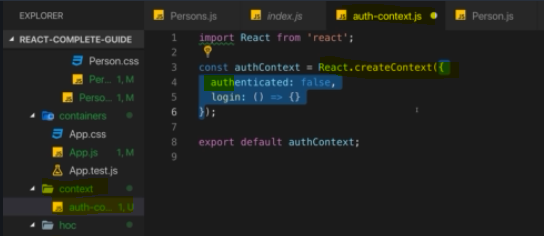 EXPLORER
REACT-COMPLETE-GUIDE
Person.css
Per... 1, M
Perso... 1, M
containers
App.css
App.js 1, M
App.test.js
context
auth-co... 1, U
hoc
Persons.js
index.js
auth-context.js
Person.js
1 import React from 'react';
2
3 const authContext = React.createContext({
4 authenticated: false,
5 login: () => {}
6 });
7
8 export default authContext;
9